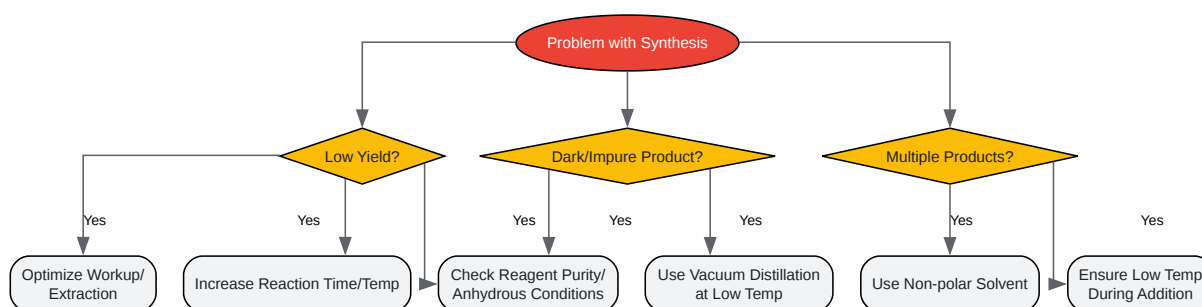 Problem with Synthesis
Low Yield?
Dark/Impure Product?
Multiple Products?
Yes
Yes
Yes
Yes
Yes
Yes
Yes
Optimize Workup/
Extraction
Increase Reaction Time/Temp
Check Reagent Purity/
Anhydrous Conditions
Use Vacuum Distillation
at Low Temp
Use Non-polar Solvent
Ensure Low Temp
During Addition